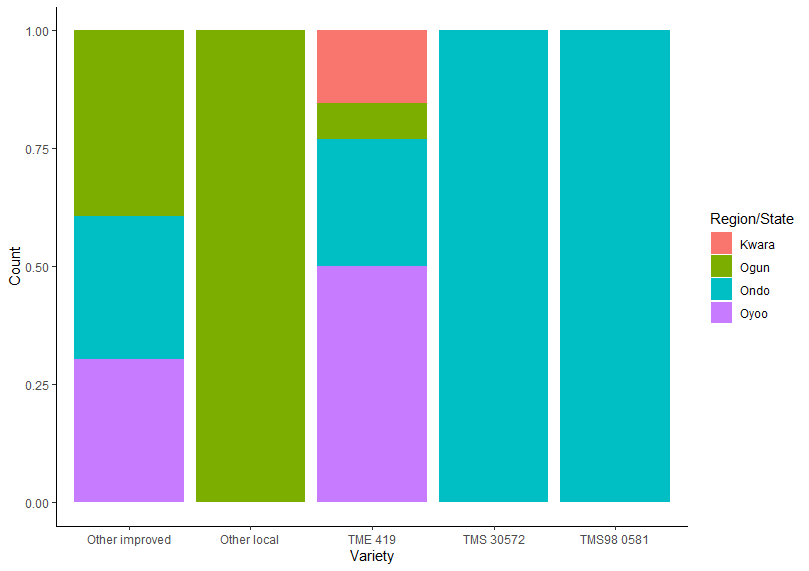 1.00
0.75
0.50
0.25
0.00
Count
Other improved
Other local
TME 419
TMS 30572
TMS98 0581
Variety
Region/State
Kwara
Ogun
Ondo
Oyoo